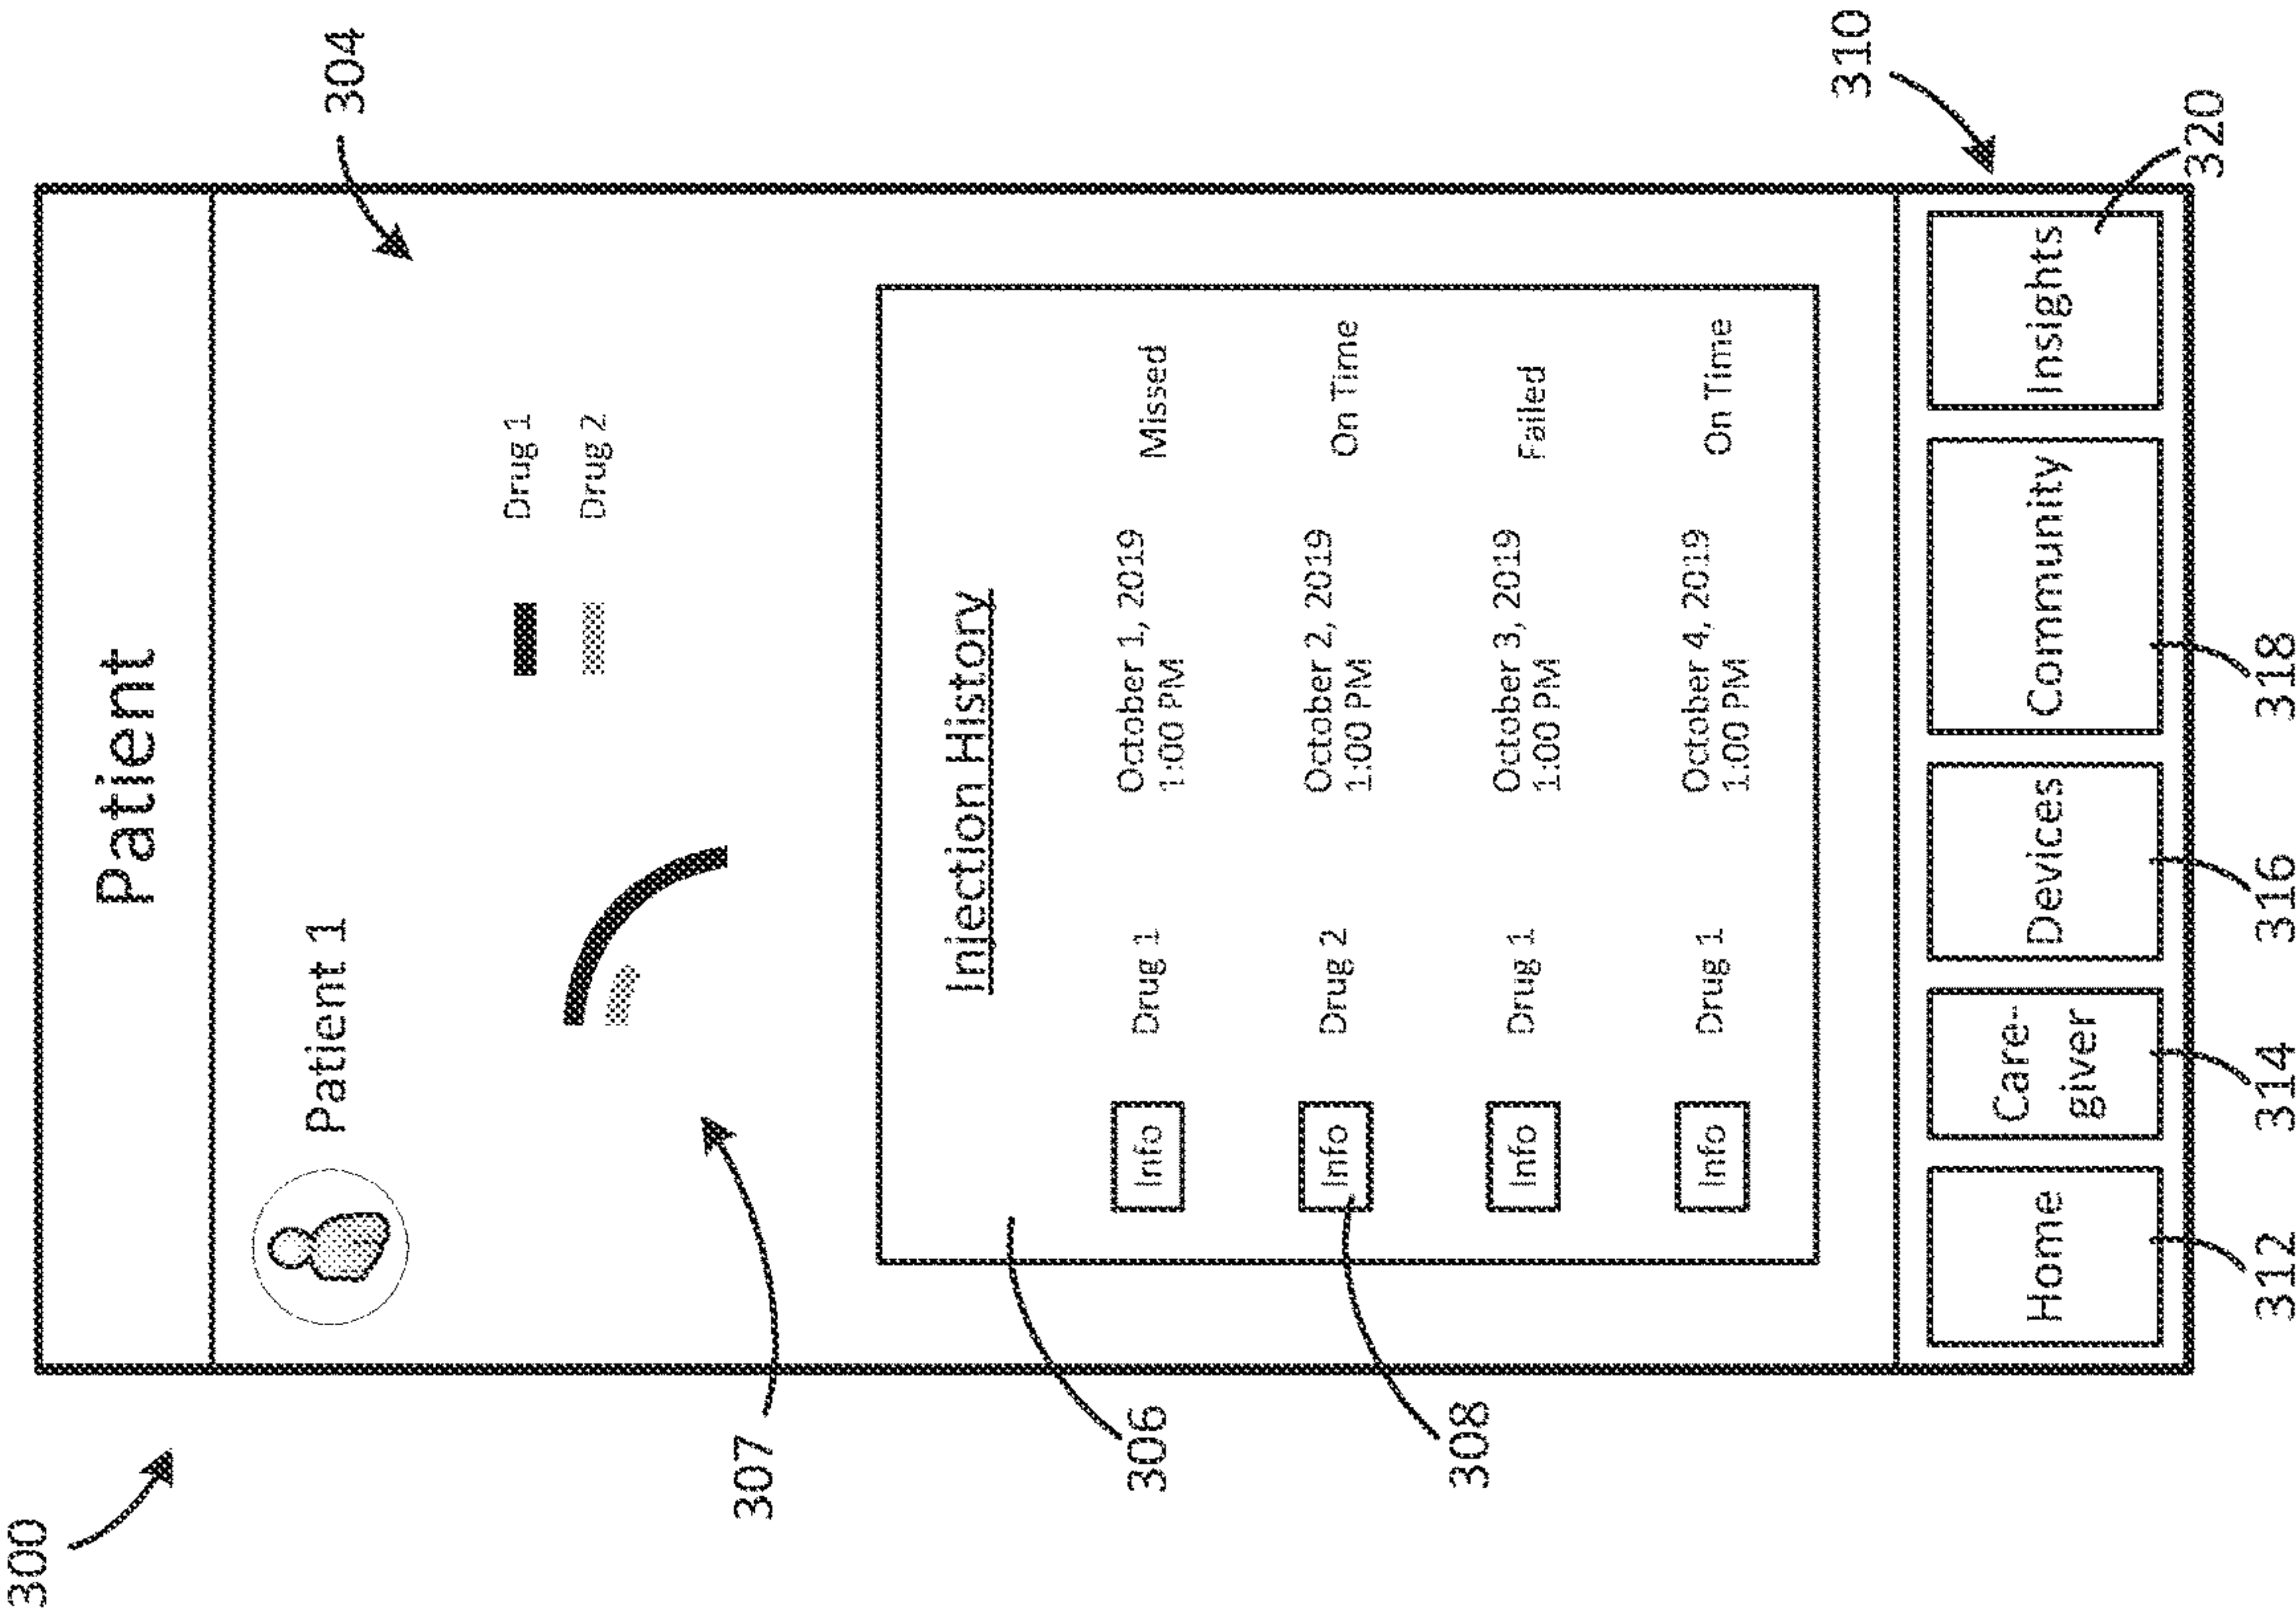 300
Patient
304
Patient 1
Drug 1
Drug 2
307
Injection History
306
Info Drug 1 October 1, 2019 1:00 PM Missed
Info Drug 2 October 2, 2019 1:00 PM On Time
308
Info Drug 1 October 3, 2019 1:00 PM Failed
Info Drug 1 October 4, 2019 1:00 PM On Time
310
Home
Care-
giver
Devices
Community
Insights
312
314
316
318
320